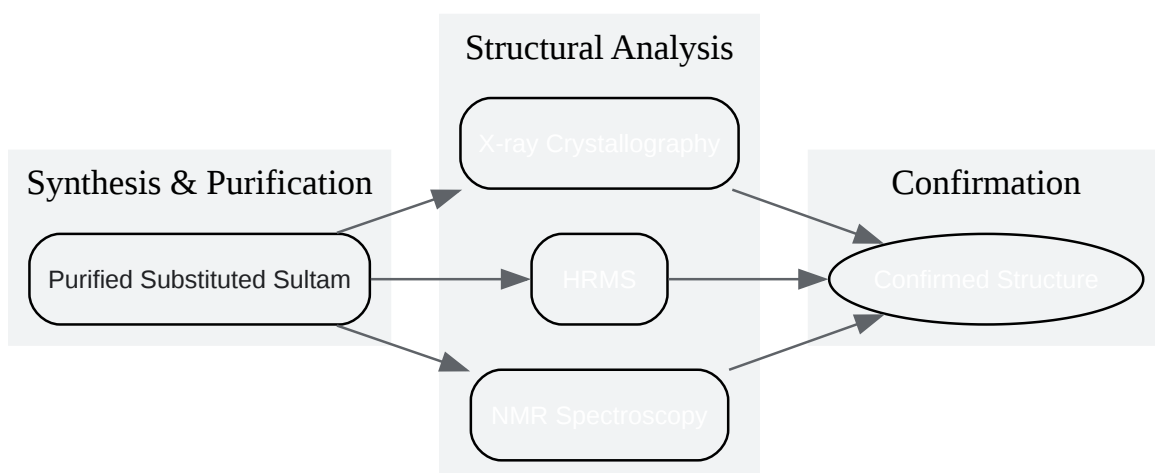 Structural Analysis
X-ray Crystallography
Synthesis & Purification
Confirmation
Purified Substituted Sultam
HRMS
Confirmed Structure
NMR Spectroscopy